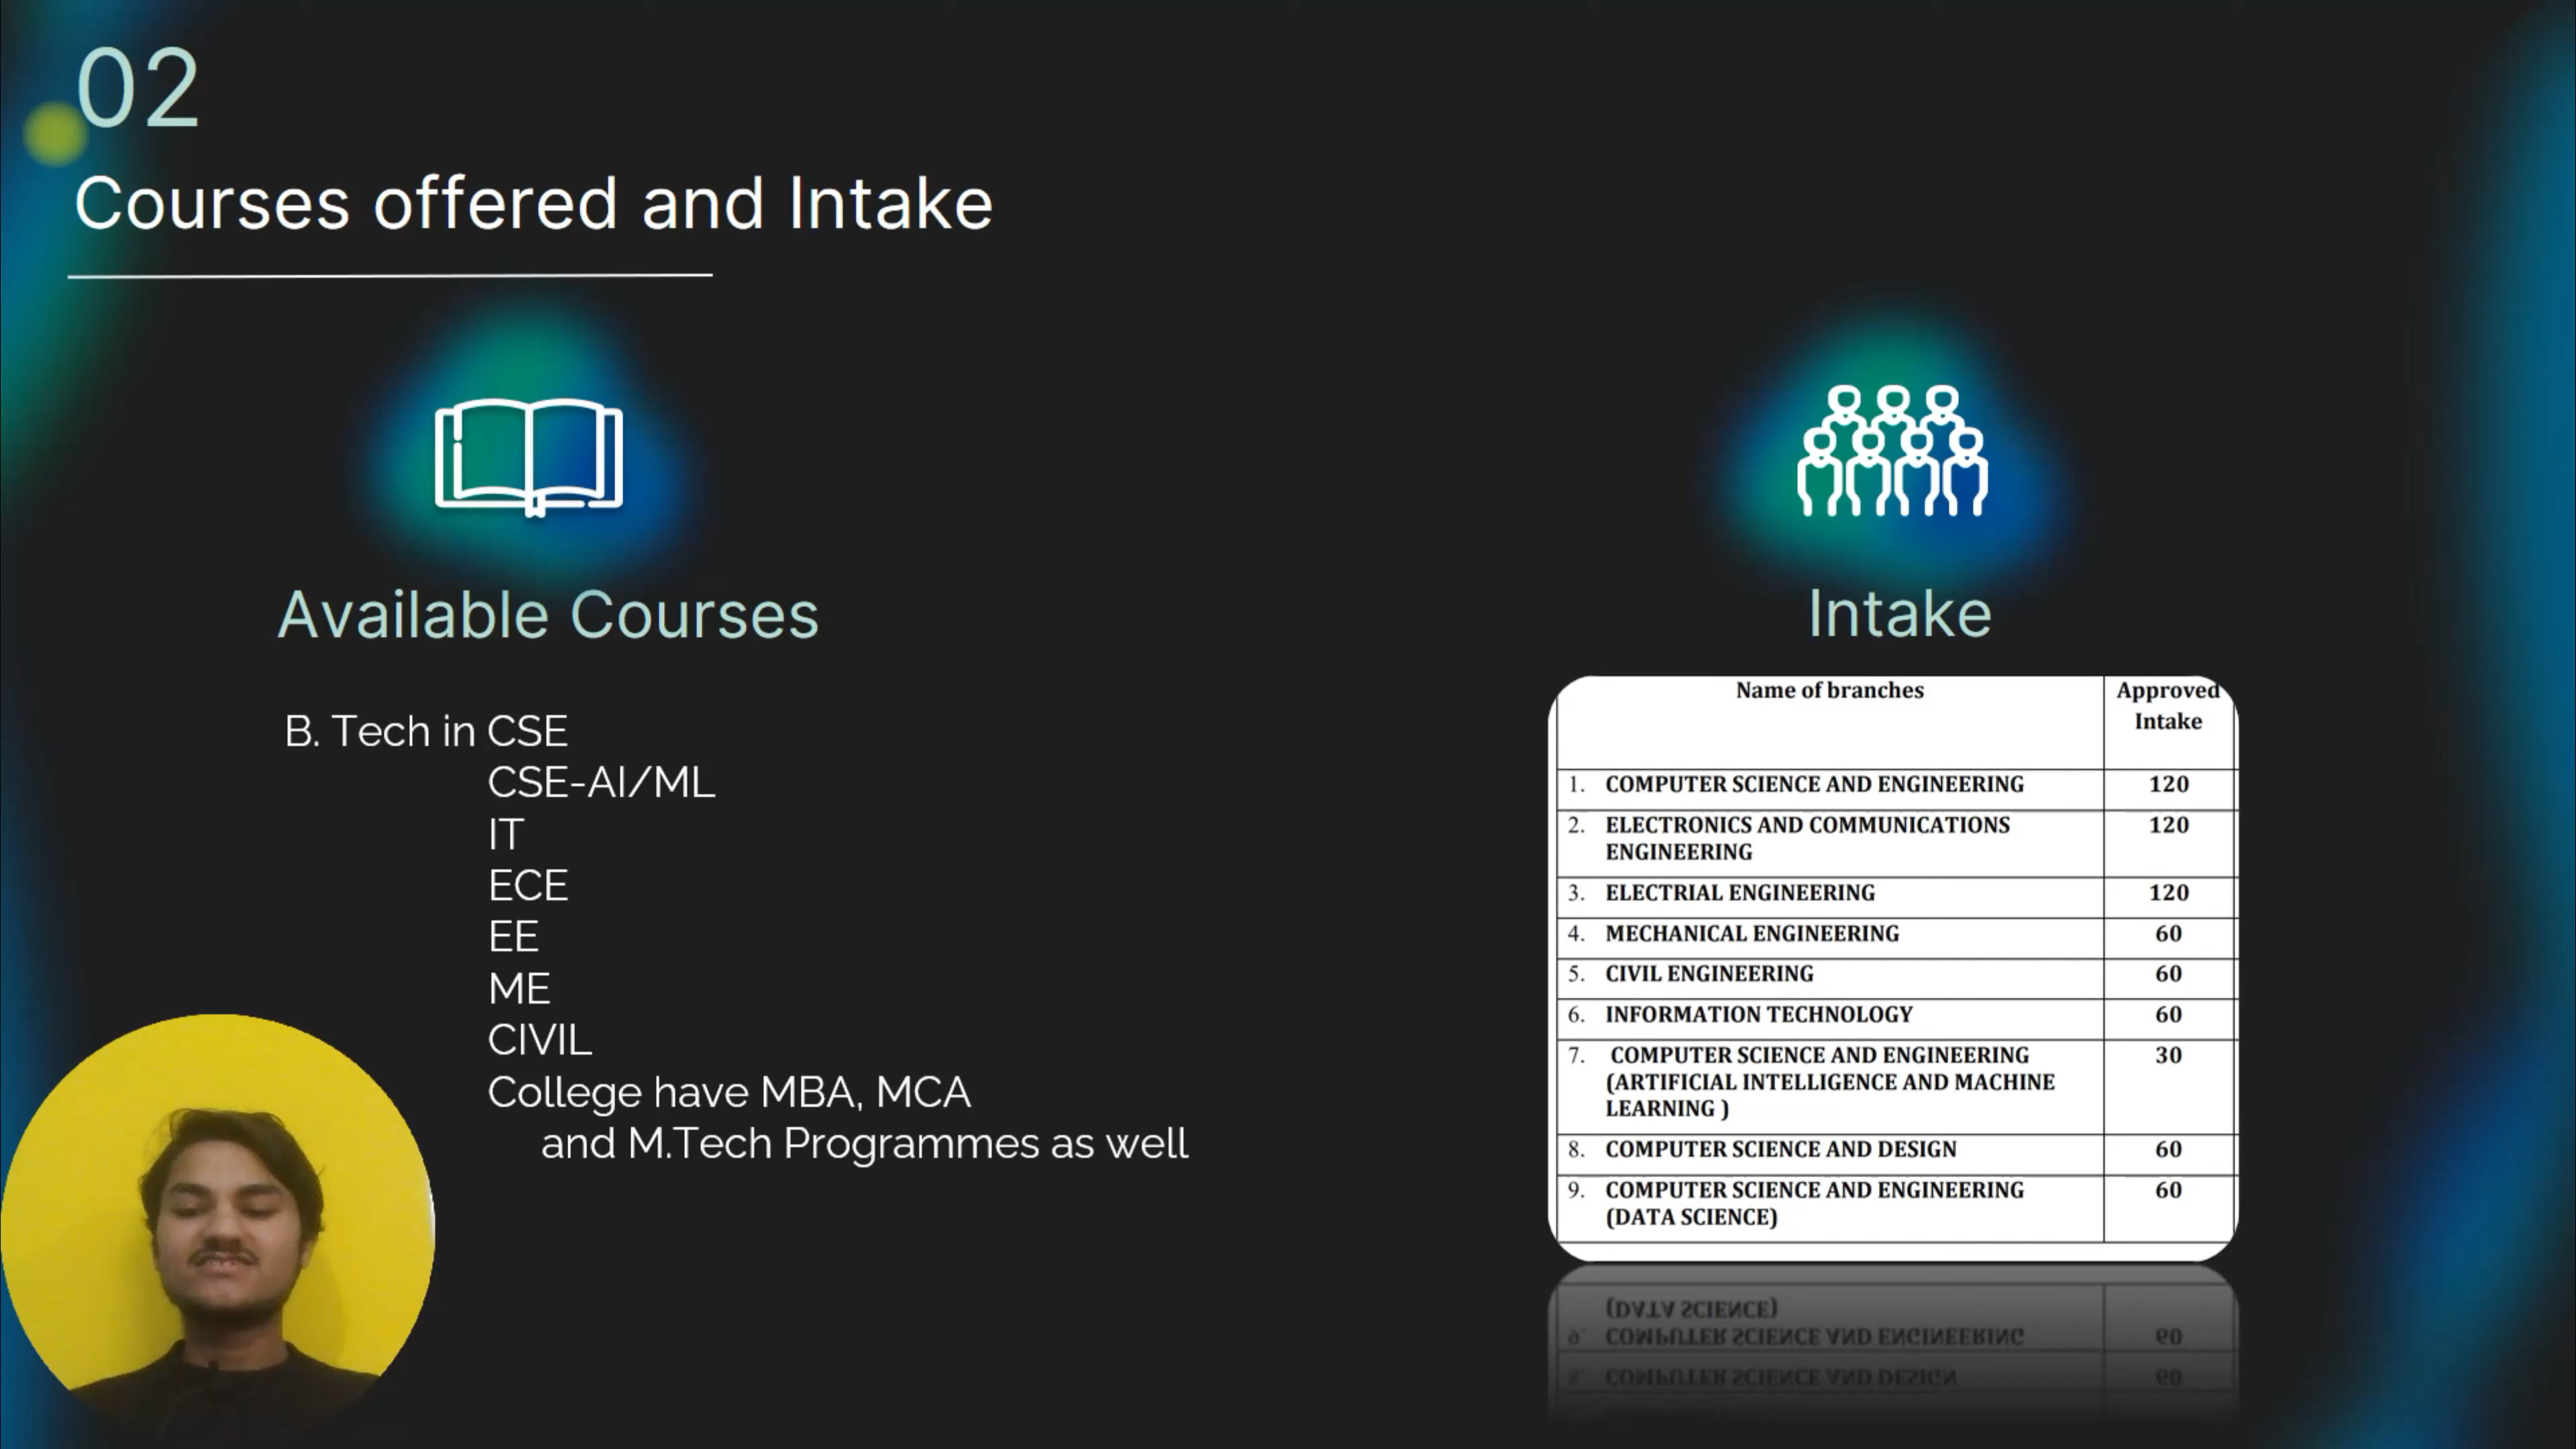 02
Courses offered and Intake
Available Courses
B. Tech in CSE
CSE-AI/ML
IT
ECE
EE
ME
CIVIL
College have MBA, MCA
and M.Tech Programmes as well
Intake
Name of branches Approved
Intake
1. COMPUTER SCIENCE AND ENGINEERING 120
2. ELECTRONICS AND COMMUNICATIONS 120
ENGINEERING
3. ELECTRIAL ENGINEERING 120
4. MECHANICAL ENGINEERING 60
5. CIVIL ENGINEERING 60
6. INFORMATION TECHNOLOGY 60
7. COMPUTER SCIENCE AND ENGINEERING 30
(ARTIFICIAL INTELLIGENCE AND MACHINE
LEARNING )
8. COMPUTER SCIENCE AND DESIGN 60
9. COMPUTER SCIENCE AND ENGINEERING 60
(DATA SCIENCE)